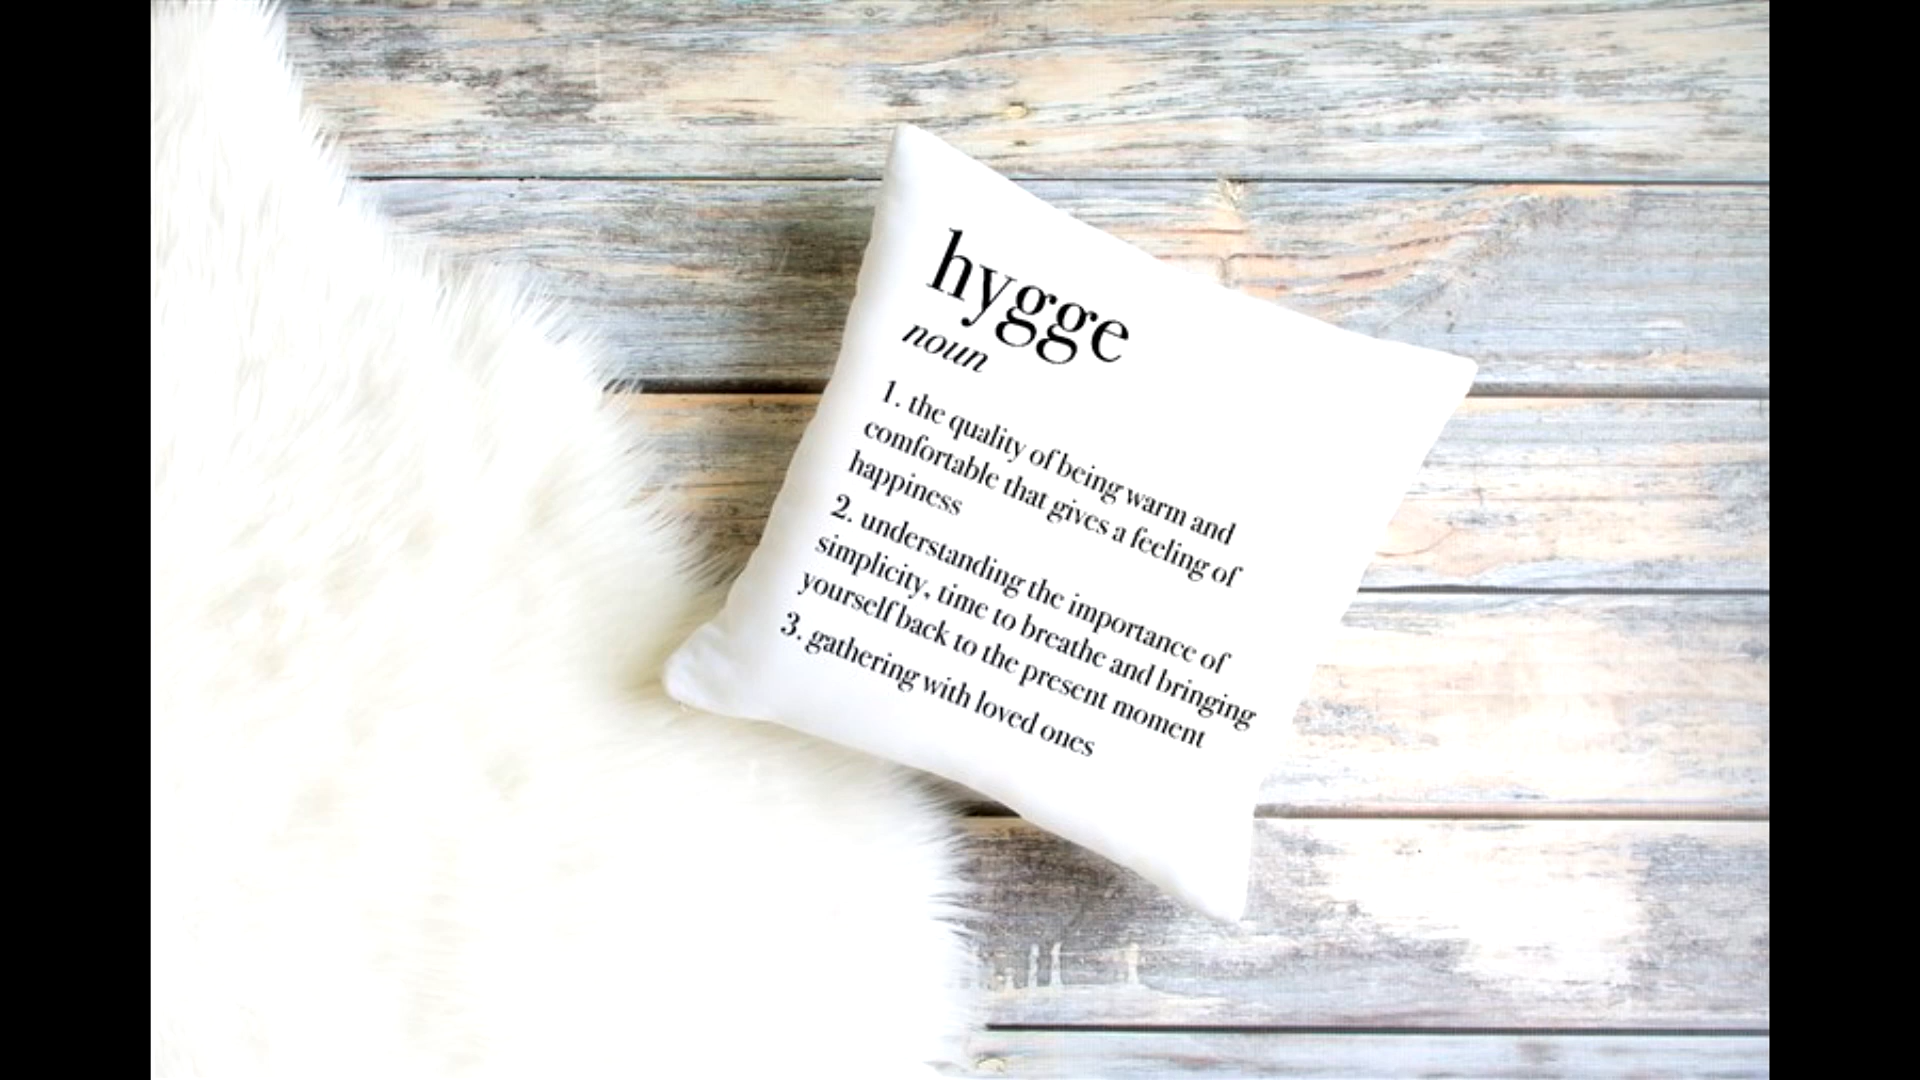 hygge
noun
1. the quality of being warm and
comfortable that gives a feeling of
happiness
2. understanding the importance of
simplicity, time to breathe and bringing
yourself back to the present moment
3. gathering with loved ones